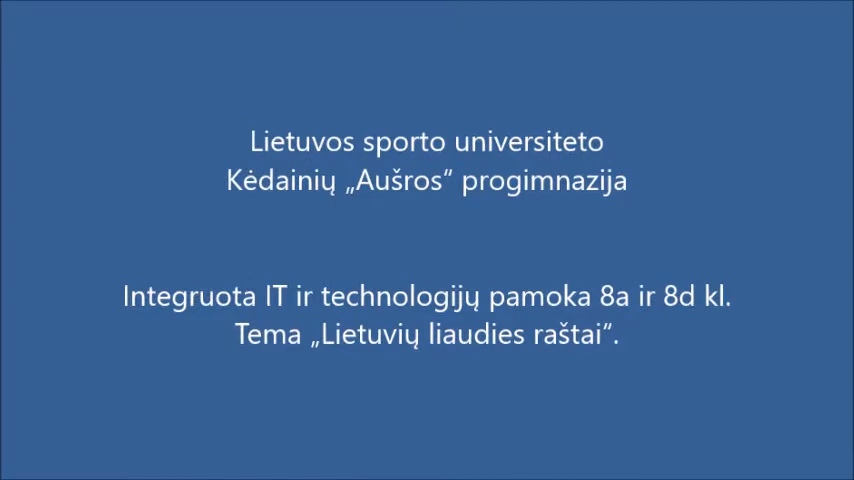 Lietuvos sporto universiteto
Kėdainių „Aušros“ progimnazija
Integruota IT ir technologijų pamoka 8a ir 8d kl.
Tema „Lietuvių liaudies raštai“.